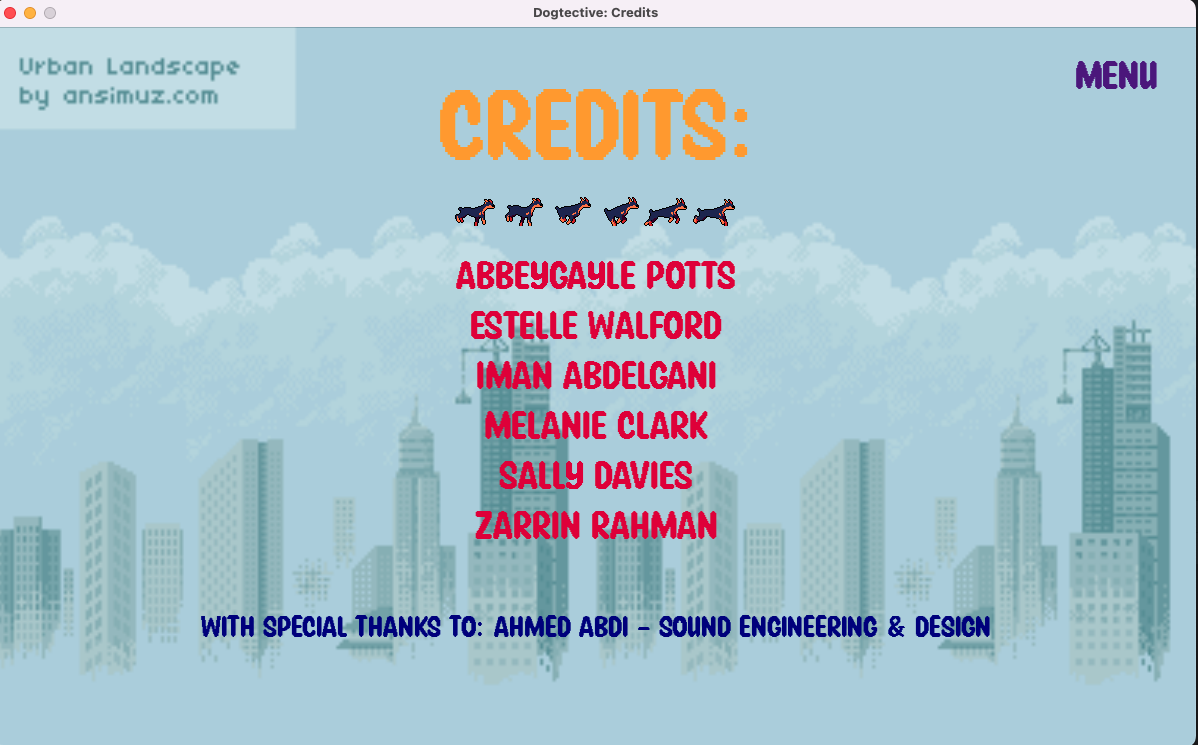 Dogtective: Credits
Urban Landscape
by ansimuz.com
MENU
CREDITS:
ABBEYGAYLE POTTS
ESTELLE WALFORD
IMAN ABDELGANI
MELANIE CLARK
SALLY DAVIES
ZARRIN RAHMAN
WITH SPECIAL THANKS TO: AHMED ABDI - SOUND ENGINEERING & DESIGN